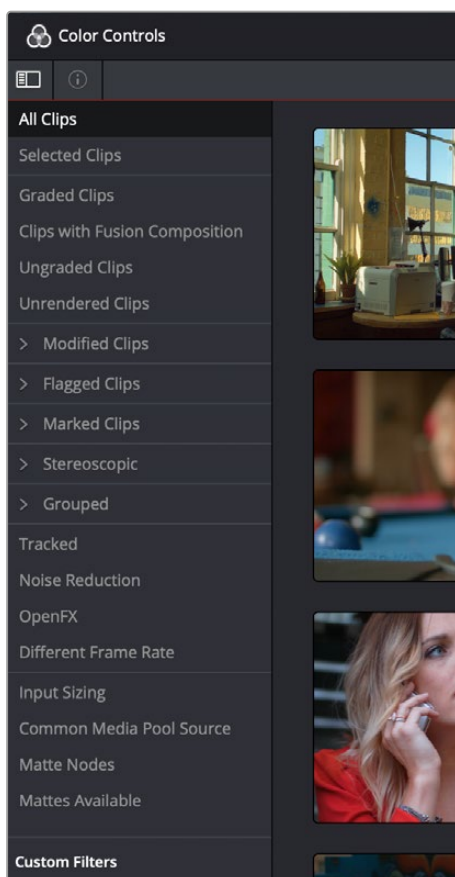 Color Controls
All Clips
Selected Clips
Graded Clips
Clips with Fusion Composition
Ungraded Clips
Unrendered Clips
> Modified Clips
> Flagged Clips
> Marked Clips
> Stereoscopic
> Grouped
Tracked
Noise Reduction
OpenFX
Different Frame Rate
Input Sizing
Common Media Pool Source
Matte Nodes
Mattes Available
Custom Filters